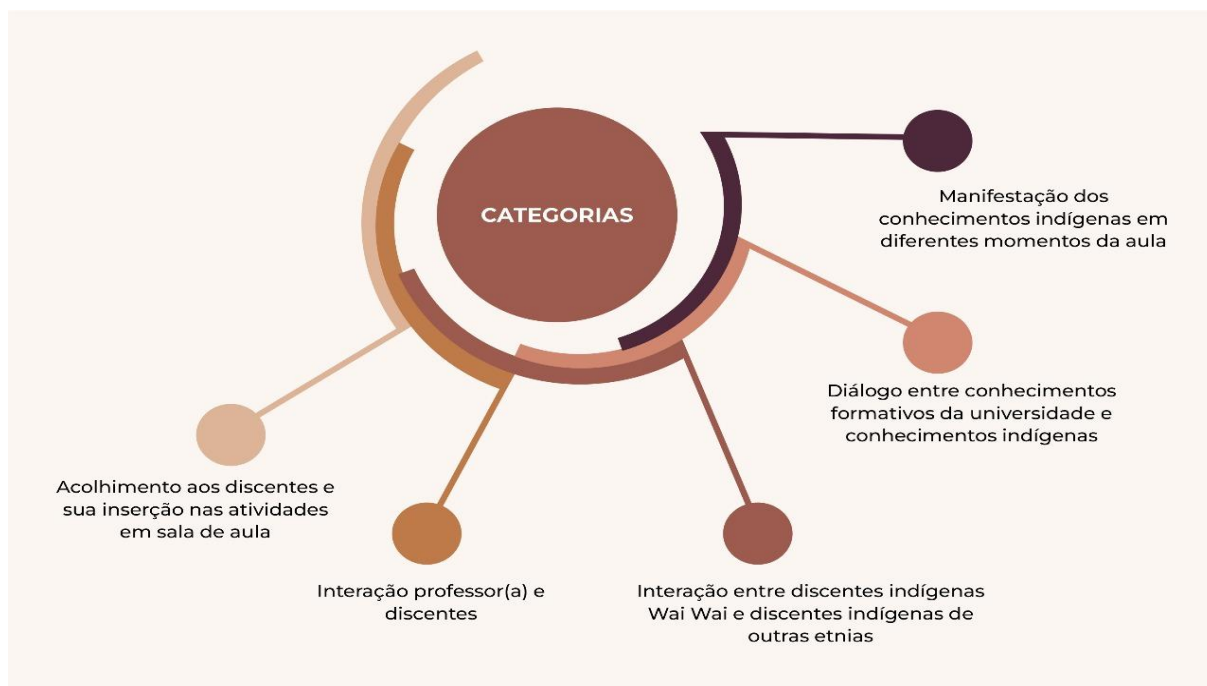 CATEGORIAS
Manifestação dos
conhecimentos indígenas em
diferentes momentos da aula
Diálogo entre conhecimentos
formativos da universidade e
conhecimentos indígenas
Acolhimento aos discentes e
sua inserção nas atividades
em sala de aula
Interação professor(a) e
discentes
Interação entre discentes indígenas
Wai Wai e discentes indígenas de
outras etnias